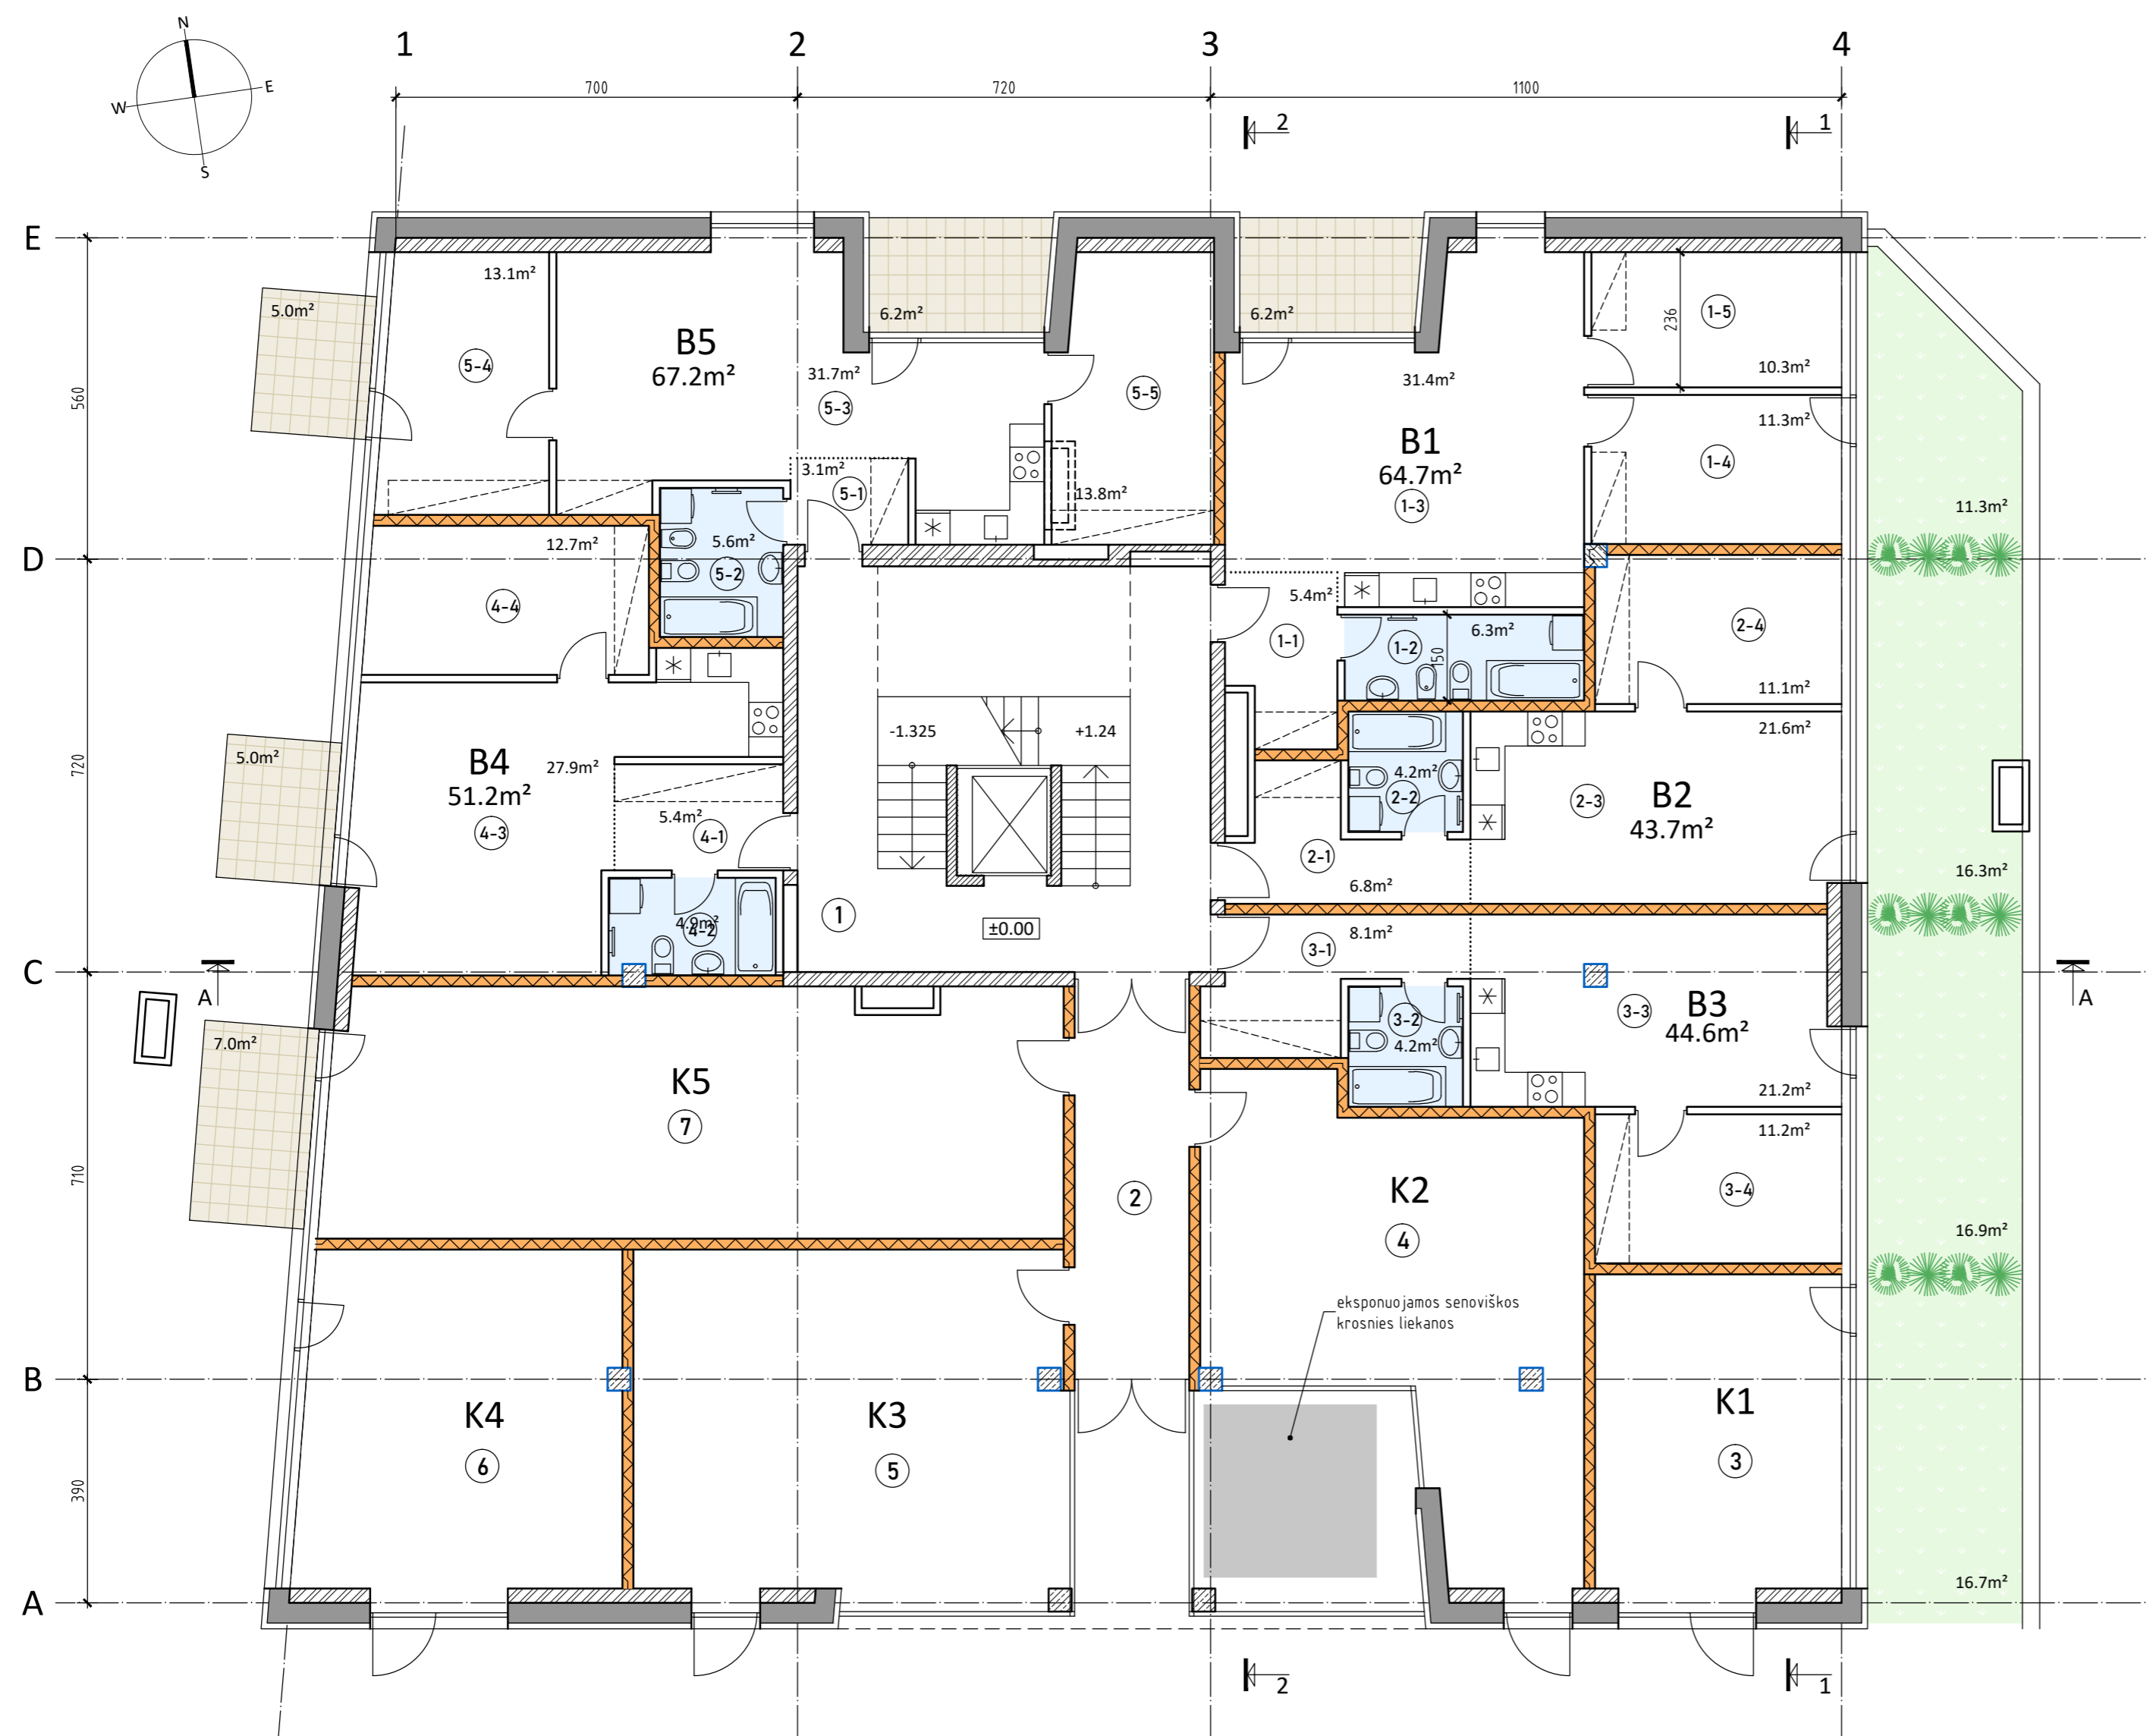 N
E
W
S
1
2
3
4
700
720
1100
2
1
E
D
C
B
A
560
720
710
390
5.0m²
13.1m²
5-4
B5
67.2m²
31.7m²
5-3
6.2m²
5-5
13.8m²
3.1m²
5-1
5.6m²
5-2
6.2m²
31.4m²
B1
64.7m²
1-3
236
1-5
10.3m²
11.3m²
1-4
11.3m²
12.7m²
4-4
5.4m²
1-1
1-2
6.3m²
150
2-4
11.1m²
21.6m²
5.0m²
B4
51.2m²
4-3
27.9m²
5.4m²
4-1
4.9m²
4-2
-1.325
+1.24
1
±0.00
4.2m²
2-2
2-3
B2
43.7m²
2-1
6.8m²
16.3m²
8.1m²
3-1
A
A
7.0m²
3-2
4.2m²
3-3
B3
44.6m²
21.2m²
11.2m²
3-4
16.9m²
K5
7
2
K2
4
eksponuojamos senoviškos
krosnies liekanos
K4
6
K3
5
K1
3
16.7m²
2
1